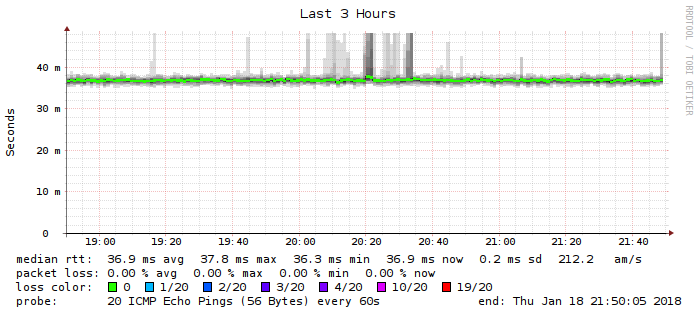 Last 3 Hours
RRDTOOL / TOBI OETIKER
Seconds
40 m
30 m
20 m
10 m
0
19:00 19:20 19:40 20:00 20:20 20:40 21:00 21:20 21:40
median rtt: 36.9 ms avg 37.8 ms max 36.3 ms min 36.9 ms now 0.2 ms sd 212.2 am/s
packet loss: 0.00 % avg 0.00 % max 0.00 % min 0.00 % now
loss color: 0 1/20 2/20 3/20 4/20 10/20 19/20
probe: 20 ICMP Echo Pings (56 Bytes) every 60s end: Thu Jan 18 21:50:05 2018